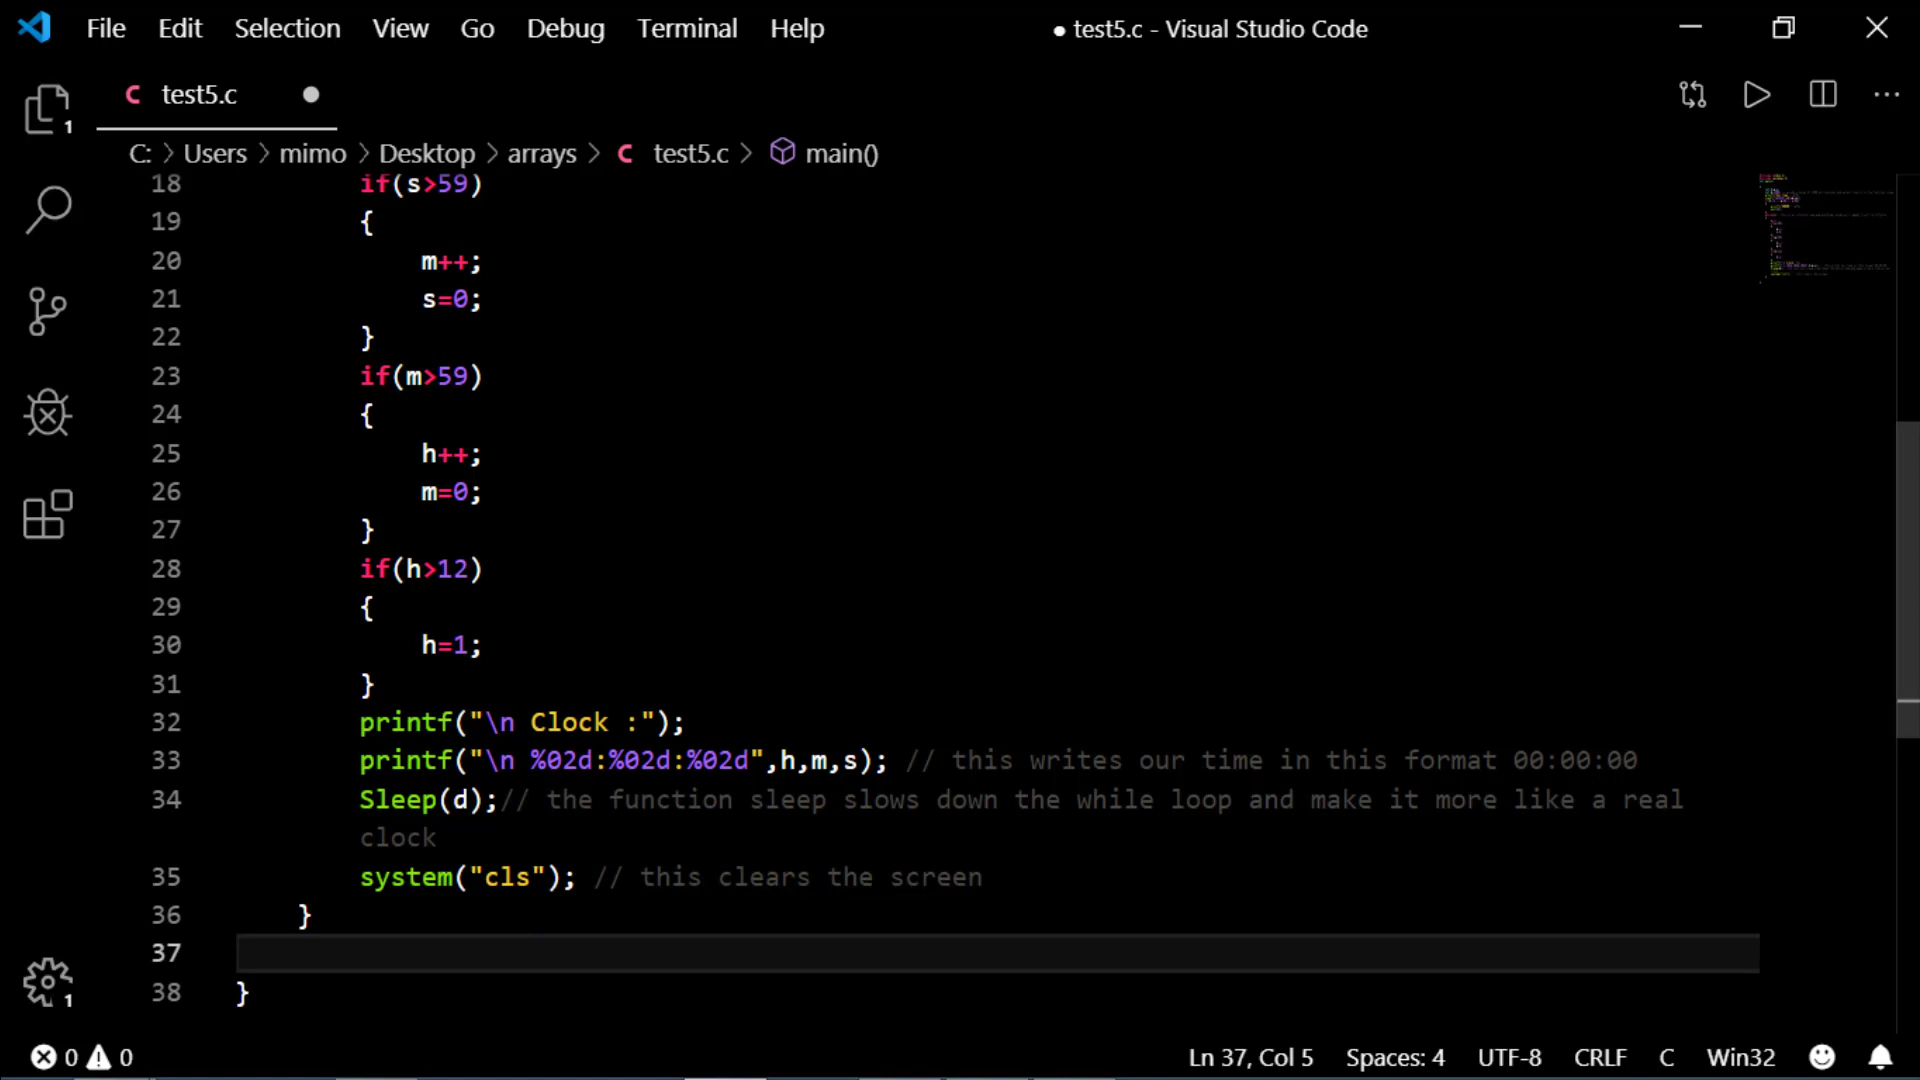 File Edit Selection View Go Debug Terminal Help ● test5.c - Visual Studio Code
C test5.c ●
C: > Users > mimo > Desktop > arrays > C test5.c > main()
18 if(s>59)
19 {
20 m++;
21 s=0;
22 }
23 if(m>59)
24 {
25 h++;
26 m=0;
27 }
28 if(h>12)
29 {
30 h=1;
31 }
32 printf("\n Clock :");
33 printf("\n %02d:%02d:%02d",h,m,s); // this writes our time in this format 00:00:00
34 Sleep(d);// the function sleep slows down the while loop and make it more like a real
clock
35 system("cls"); // this clears the screen
36 }
37
38 }
1
1
0 0 Ln 37, Col 5 Spaces: 4 UTF-8 CRLF C Win32